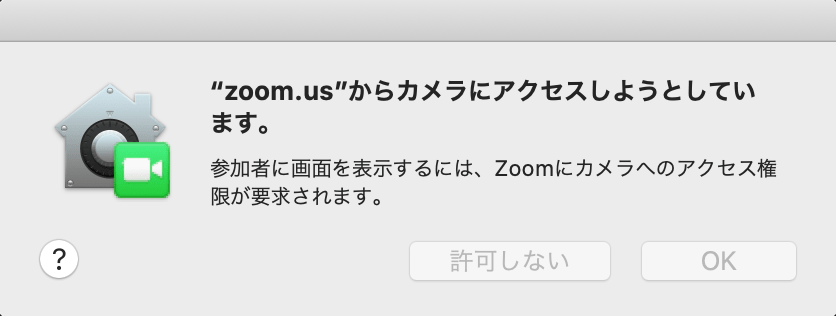 “zoom.us”からカメラにアクセスしようとしてい
ます。
参加者に画面を表示するには、Zoomにカメラへのアクセス権
限が要求されます。
?
許可しない
OK